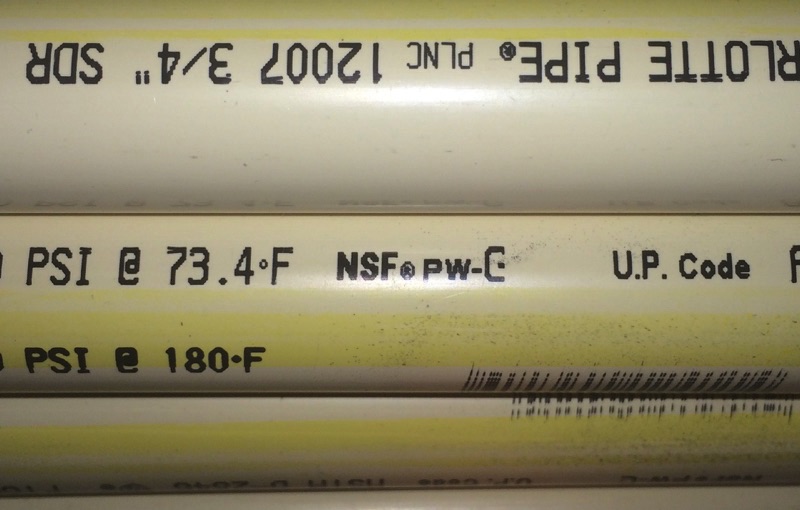 RLOTTE PIPE® PLNC 12007 3/4" SDR
PSI @ 73.4°F NSF® PW-C U.P. Code
PSI @ 180°F